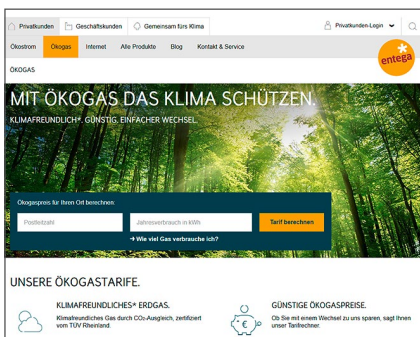 Privatkunden
Geschäftskunden
Gemeinsam fürs Klima
Privatkunden-Login
Ökostrom
Ökogas
Internet
Alle Produkte
Blog
Kontakt & Service
entega
ÖKOGAS
MIT ÖKOGAS DAS KLIMA SCHÜTZEN.
KLIMAFREUNDLICH*. GÜNSTIG. EINFACHER WECHSEL.
Ökogaspreis für Ihren Ort berechnen:
Postleitzahl
Jahresverbrauch in kWh
Tarif berechnen
→ Wie viel Gas verbrauche ich?
UNSERE ÖKOGASTARIFE.
KLIMAFREUNDLICHES* ERDGAS.
Klimafreundliches Gas durch CO₂-Ausgleich, zertifiziert
vom TÜV Rheinland.
GÜNSTIGE ÖKOGASPREISE.
Ob Sie mit einem Wechsel zu uns sparen, sagt Ihnen
unser Tarifrechner.